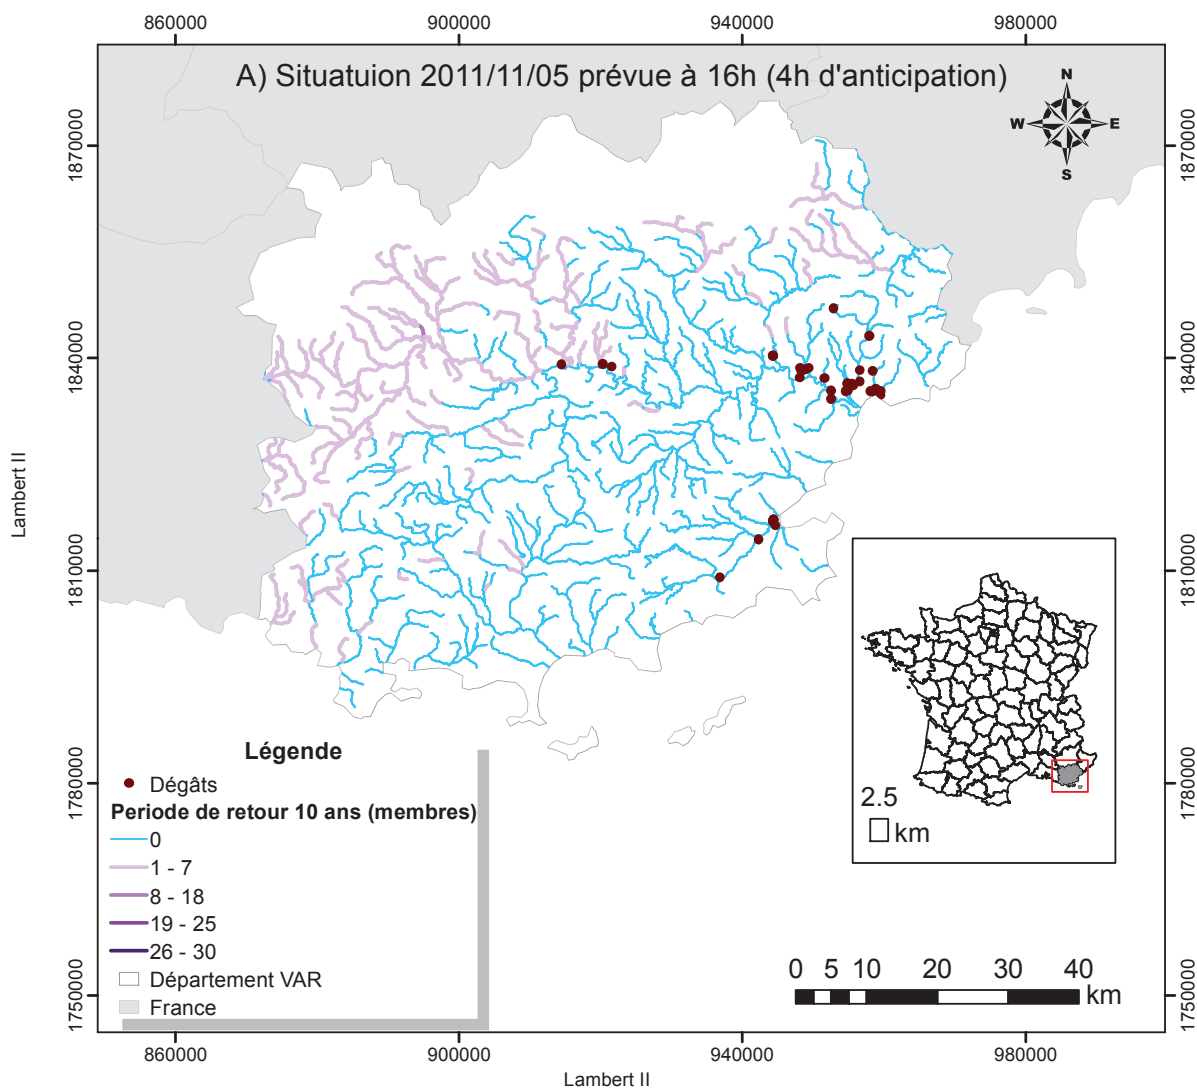 860000 900000 940000 980000
A) Situatuion 2011/11/05 prévue à 16h (4h d'anticipation)
N
W E
S
1870000 1870000
1840000 1840000
Lambert II
1810000 1810000
1780000 1780000
1750000 1750000
Légende
Dégâts
Periode de retour 10 ans (membres)
0
1 - 7
8 - 18
19 - 25
26 - 30
Département VAR
France
2.5
km
0 5 10 20 30 40
km
860000 900000 940000 980000
Lambert II